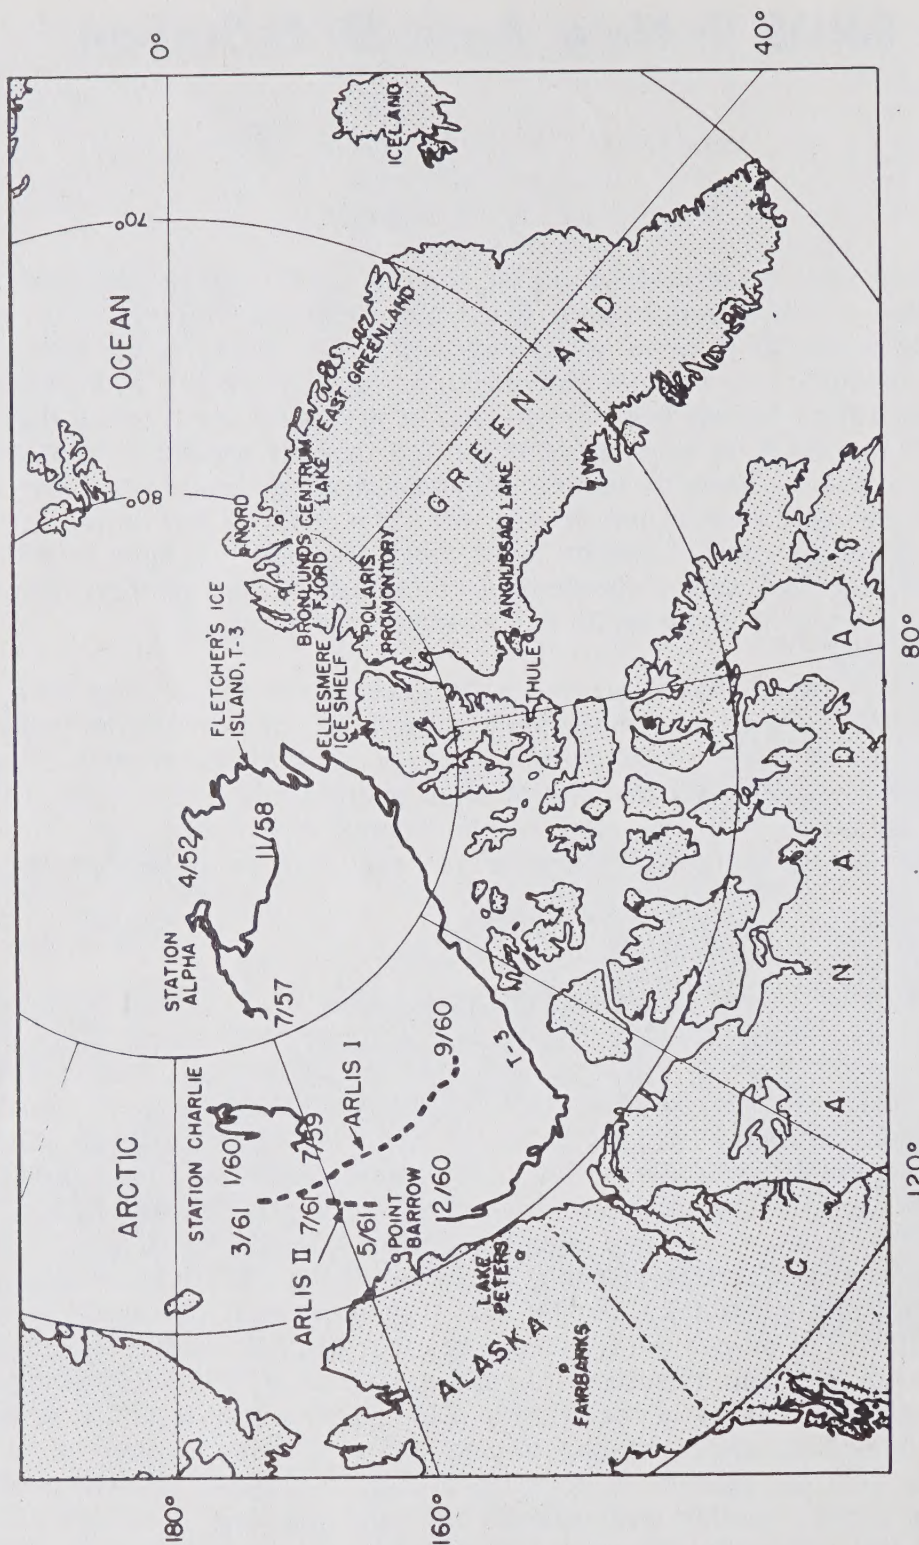 0°
40°
80°
120°
160°
180°
70°
80°
ARCTIC
OCEAN
ICELAND
GREENLAND
EAST GREENLAND
CENTRUM
LAKE
BRONLUNDS
FJORD
NORD
POLARIS
PROMONTORY
ANGIUSSAQ LAKE
THULE
ELLESMERE
ICE SHELF
FLETCHER'S ICE
ISLAND, T-3
4/52
11/58
STATION
ALPHA
7/57
STATION CHARLIE
1/60
7/59
ARLIS I
9/60
3/61
7/61
ARLIS II
5/61
POINT
BARROW
2/60
T-3
LAKE
PETERS
ALASKA
FAIRBANKS
CANADA